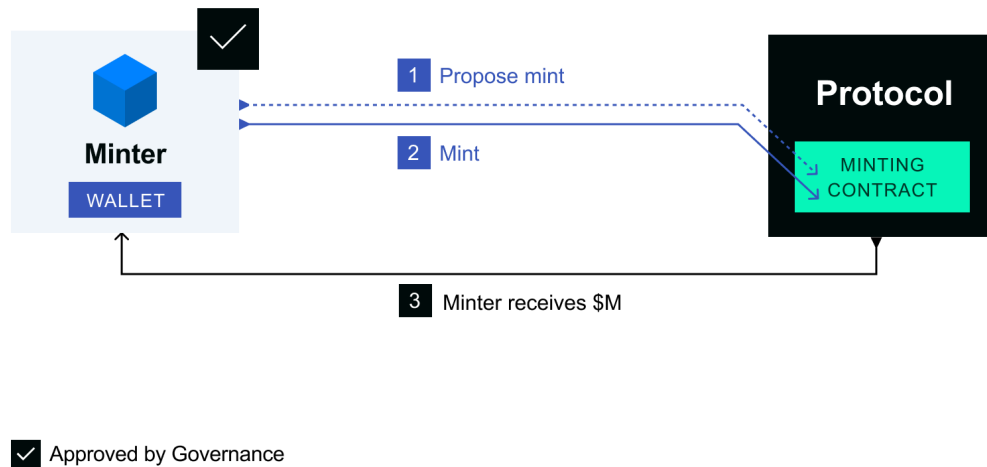 1 Propose mint
Protocol
Minter
2 Mint
MINTING
CONTRACT
WALLET
3 Minter receives $M
Approved by Governance